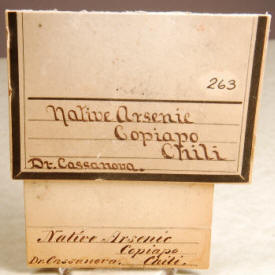 263
Native Arsenic
Copiapo
Chili
Dr. Cassanova.
Native Arsenic
Copiapo
Dr. Cassanova. Chili.